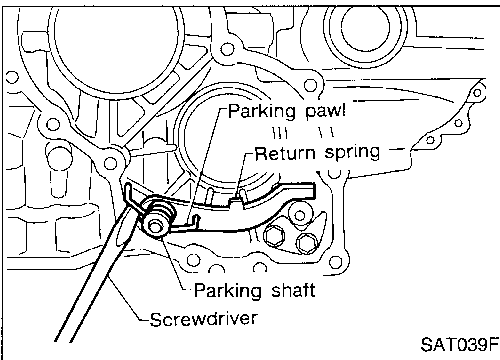 Parking pawl
Return spring
Parking shaft
Screwdriver
SAT039F